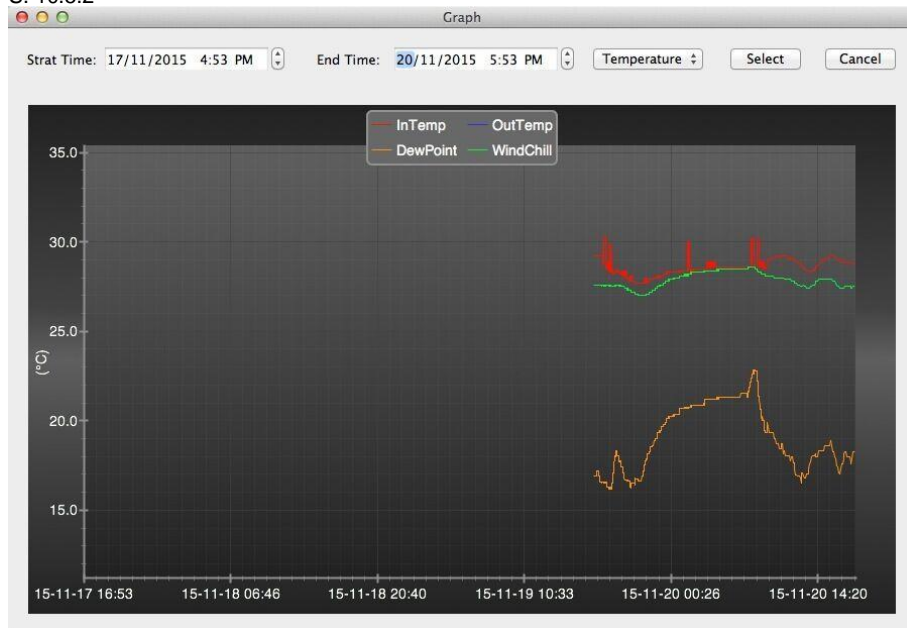 Graph
Strat Time: 17/11/2015 4:53 PM End Time: 20/11/2015 5:53 PM Temperature Select Cancel
InTemp OutTemp
DewPoint WindChill
35.0
30.0
25.0
(°C)
20.0
15.0
15-11-17 16:53 15-11-18 06:46 15-11-18 20:40 15-11-19 10:33 15-11-20 00:26 15-11-20 14:20